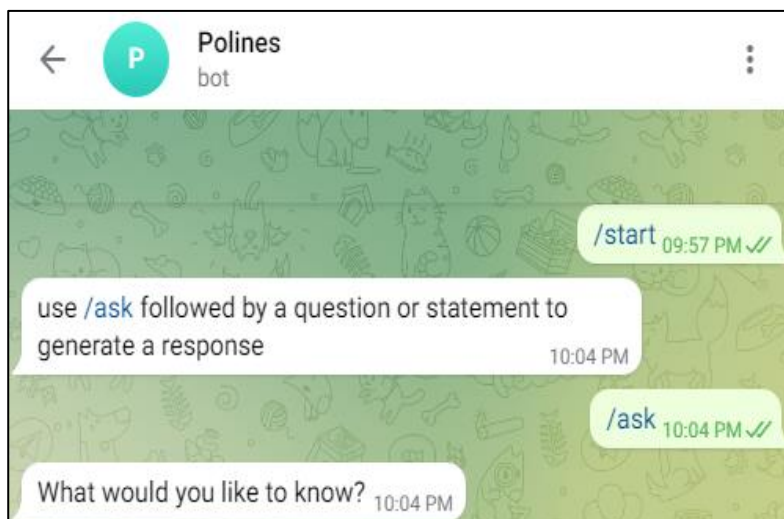 P
Polines
bot
/start 09:57 PM
use /ask followed by a question or statement to
generate a response
10:04 PM
/ask 10:04 PM
What would you like to know? 10:04 PM